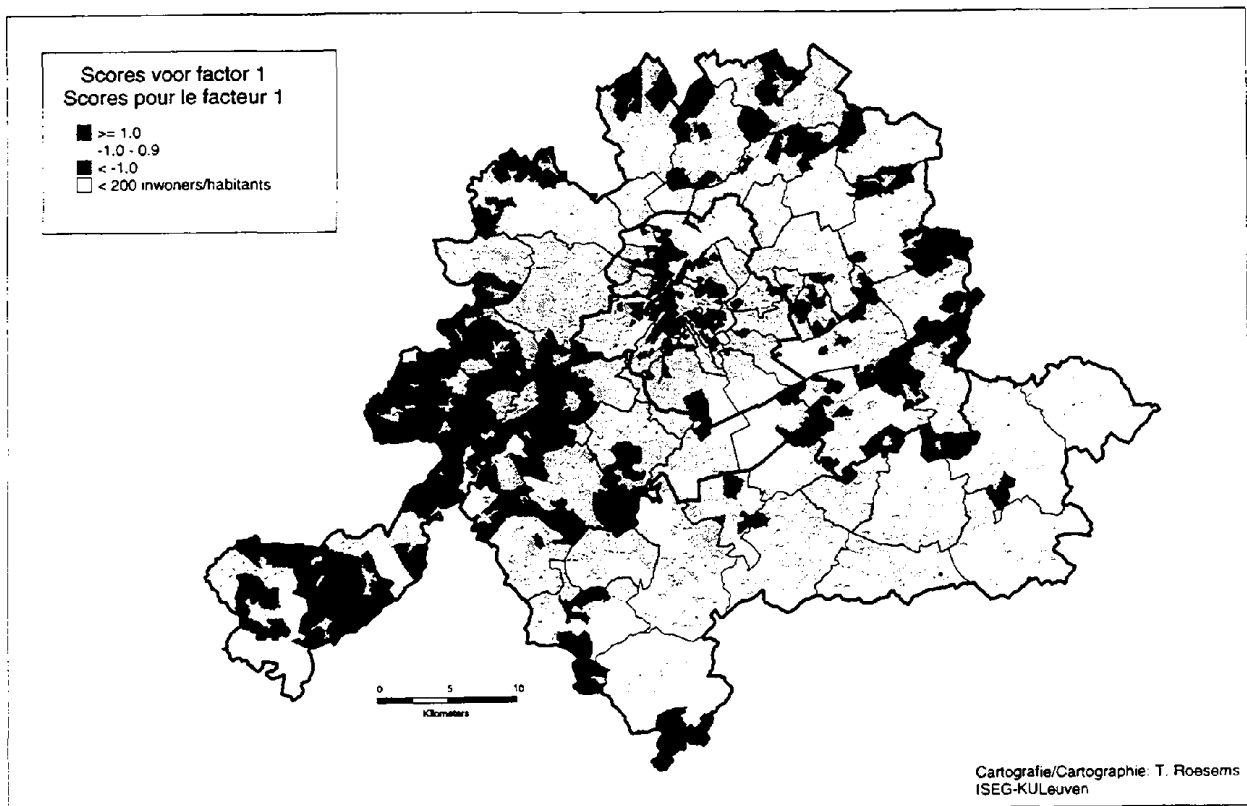 Scores voor factor 1
Scores pour le facteur 1
>= 1.0
-1.0 - 0.9
< -1.0
< 200 inwoners/habitants
0 5 10
Kilometers
Cartografie/Cartographie: T. Roesems
ISEG-KULeuven